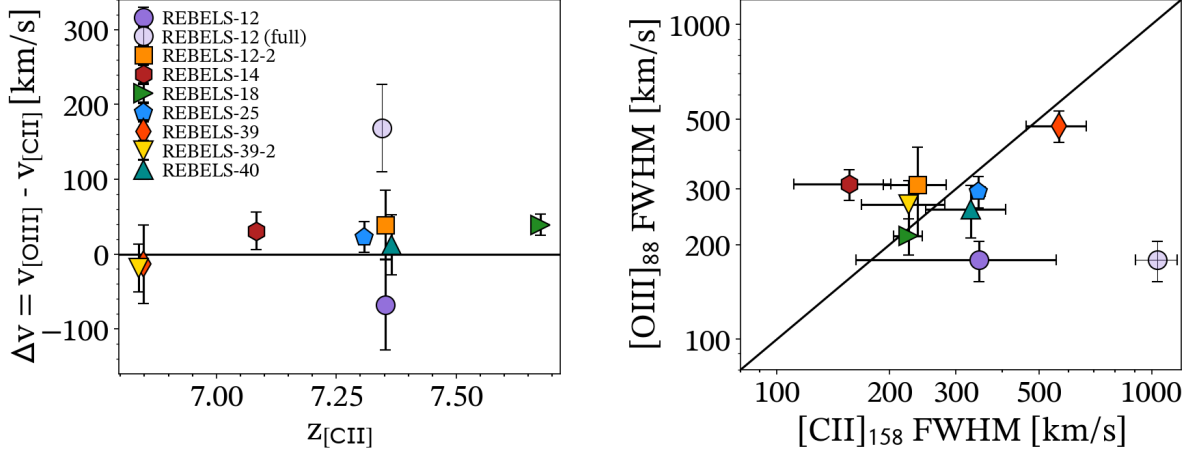 300
200
100
0
−100
Δv = v[OIII] - v[CII] [km/s]
REBELS-12
REBELS-12 (full)
REBELS-12-2
REBELS-14
REBELS-18
REBELS-25
REBELS-39
REBELS-39-2
REBELS-40
7.00 7.25 7.50
z[CII]
1000
500
300
200
100
[OIII]88 FWHM [km/s]
100 200 300 500 1000
[CII]158 FWHM [km/s]